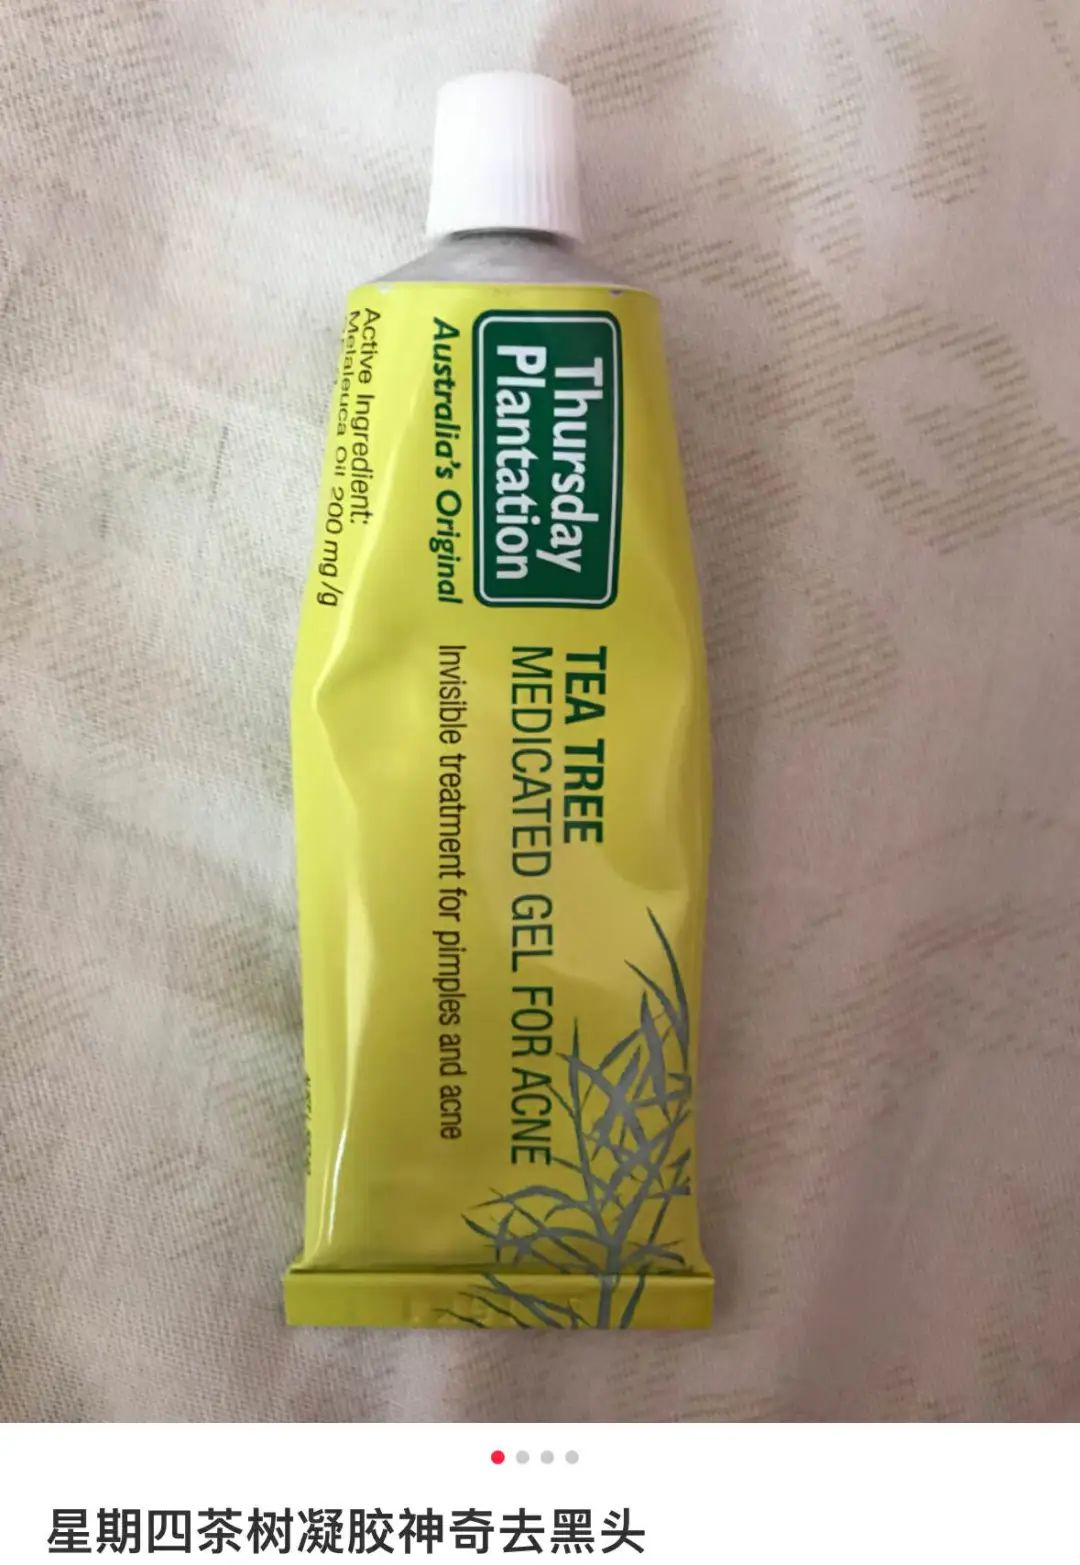 Thursday
Plantation
Australia's Original
TEA TREE
MEDICATED GEL FOR ACNE
Invisible treatment for pimples and acne
Active Ingredient:
Melaleuca Oil 200 mg/g
星期四茶树凝胶神奇去黑头